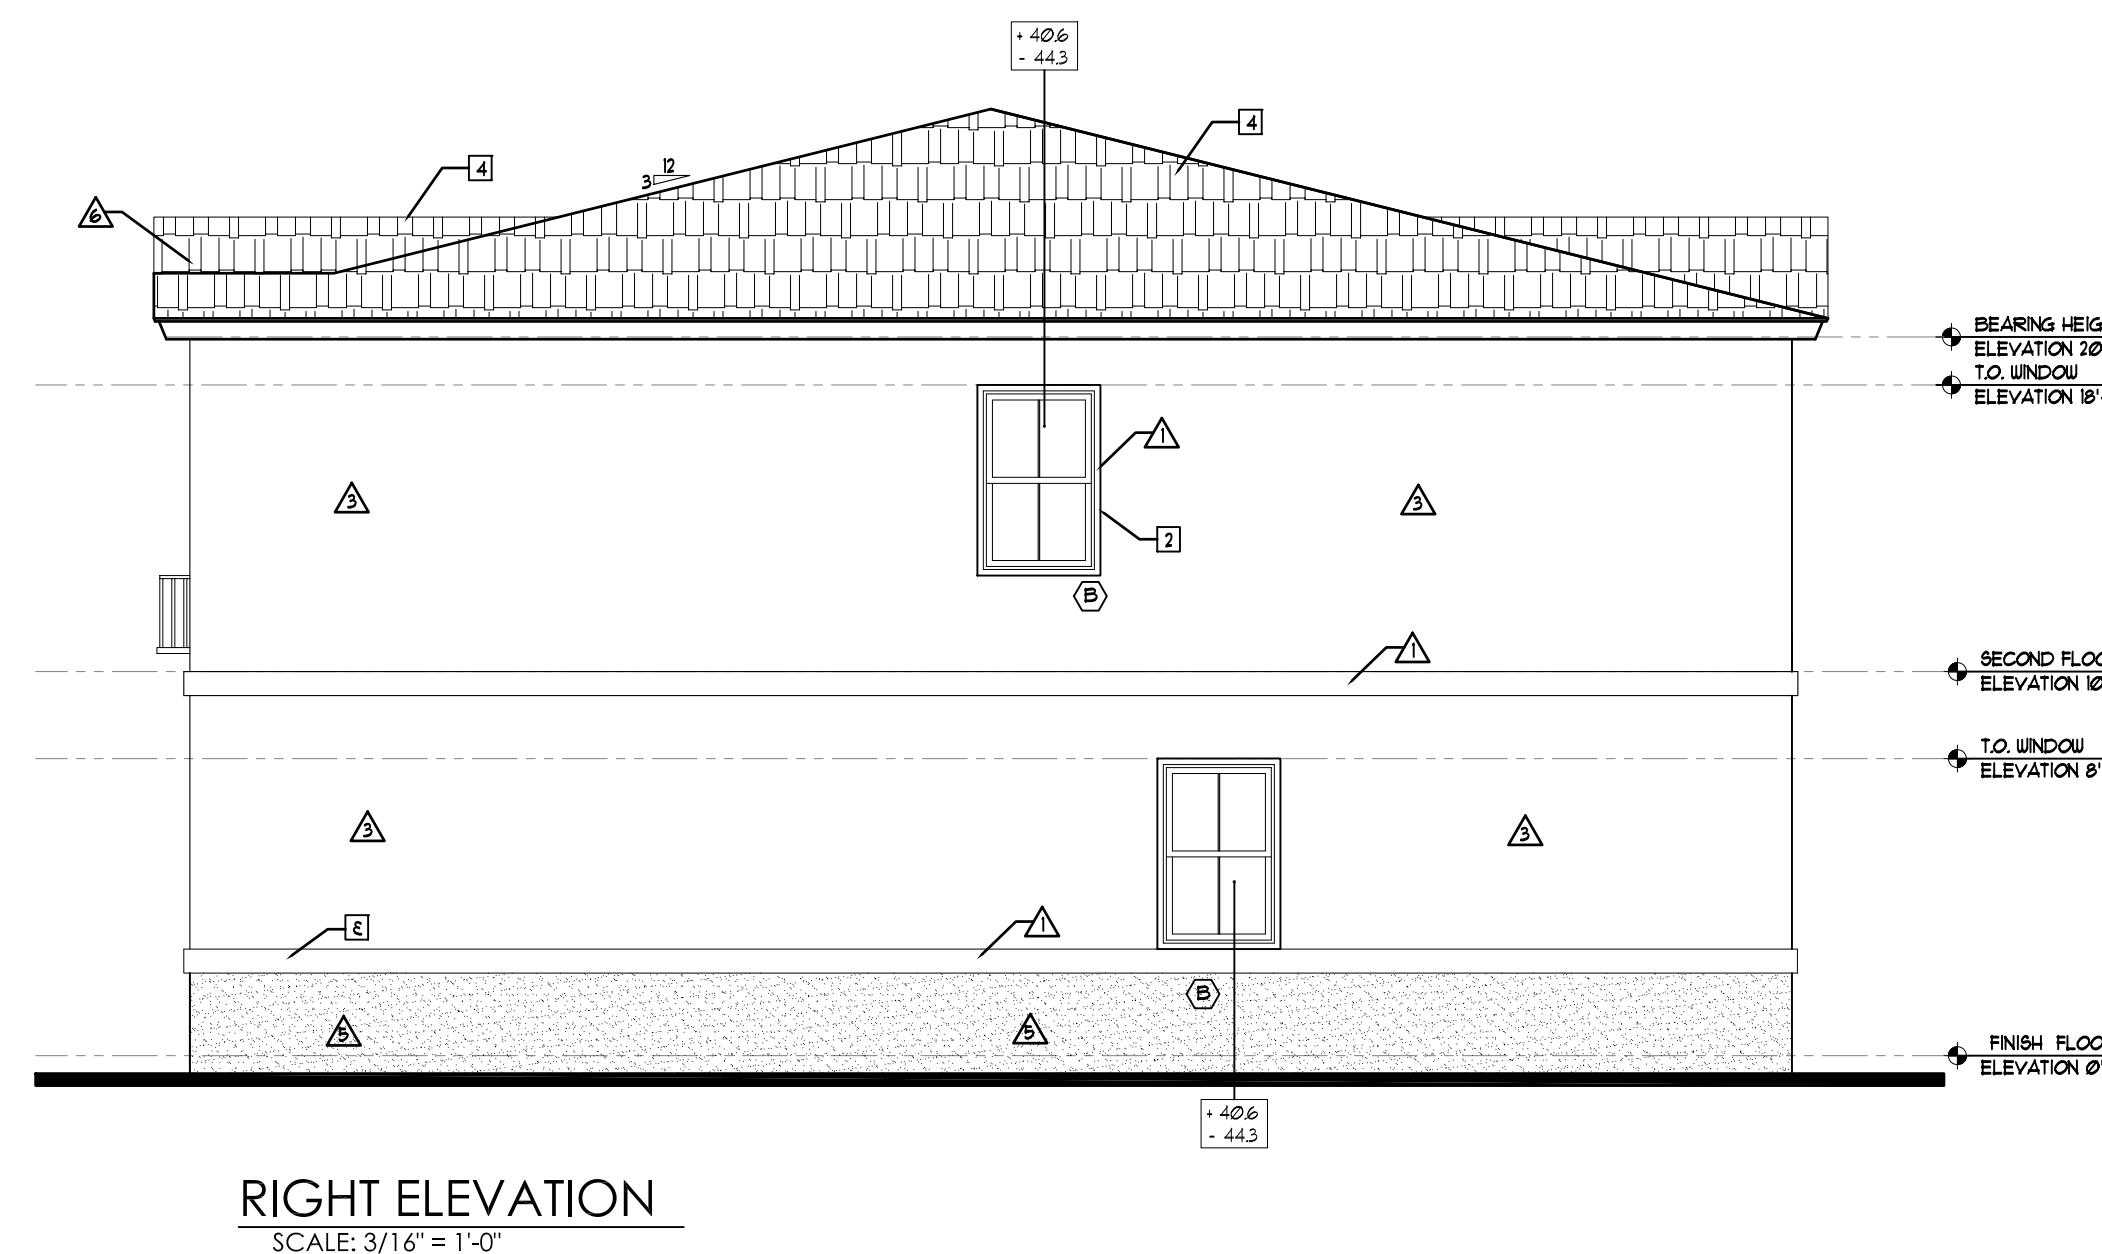 + 40.6
- 44.3
4
12
3
4
6
BEARING HEIG
ELEVATION 20
T.O. WINDOW
ELEVATION 18'-
1
3
3
2
B
1
SECOND FLOO
ELEVATION 10
T.O. WINDOW
ELEVATION 8'
3
3
3
1
B
5
5
FINISH FLOO
ELEVATION 0'
+ 40.6
- 44.3
RIGHT ELEVATION
SCALE: 3/16" = 1'-0"